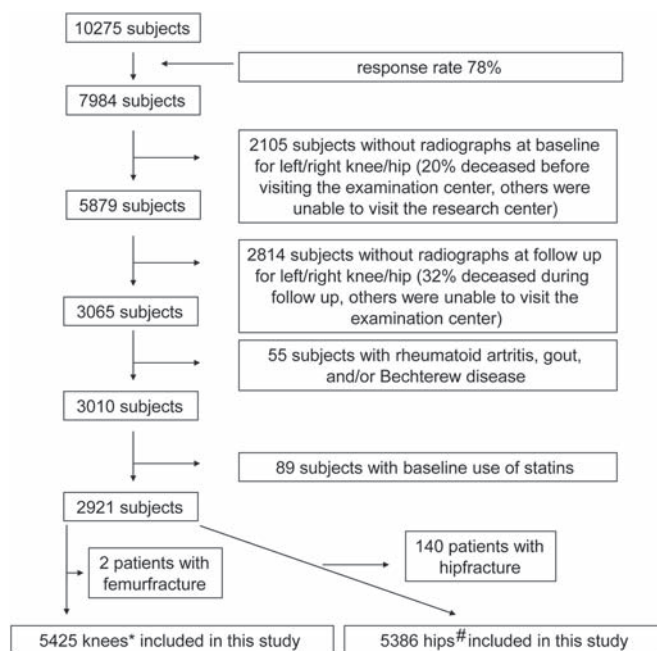 10275 subjects
response rate 78%
7984 subjects
2105 subjects without radiographs at baseline
for left/right knee/hip (20% deceased before
visiting the examination center, others were
unable to visit the research center)
5879 subjects
2814 subjects without radiographs at follow up
for left/right knee/hip (32% deceased during
follow up, others were unable to visit the
examination center)
3065 subjects
55 subjects with rheumatoid artritis, gout,
and/or Bechterew disease
3010 subjects
89 subjects with baseline use of statins
2921 subjects
2 patients with
femurfracture
140 patients with
hipfracture
5425 knees* included in this study
5386 hips# included in this study